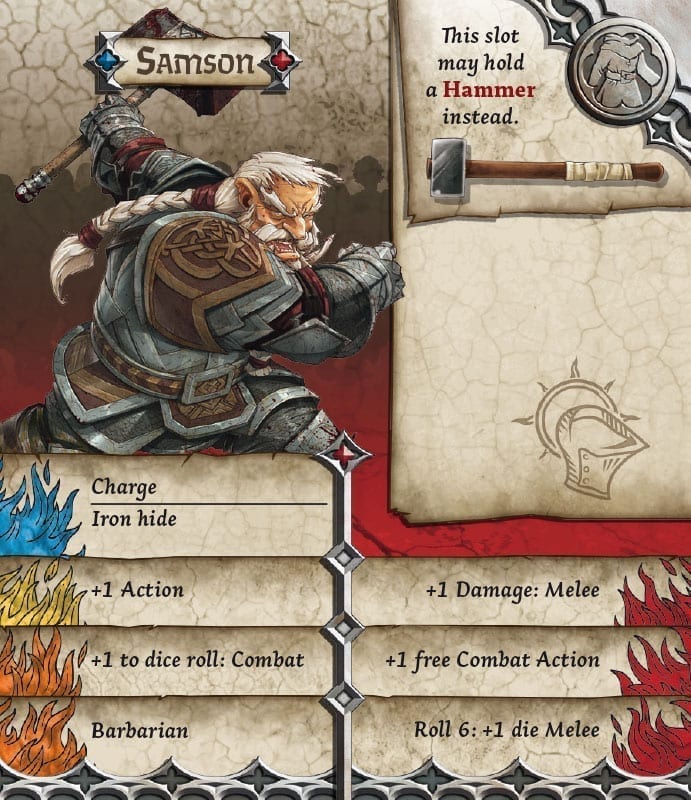 Samson
This slot
may hold
a Hammer
instead.
Charge
Iron hide
+1 Action
+1 to dice roll: Combat
Barbarian
+1 Damage: Melee
+1 free Combat Action
Roll 6: +1 die Melee